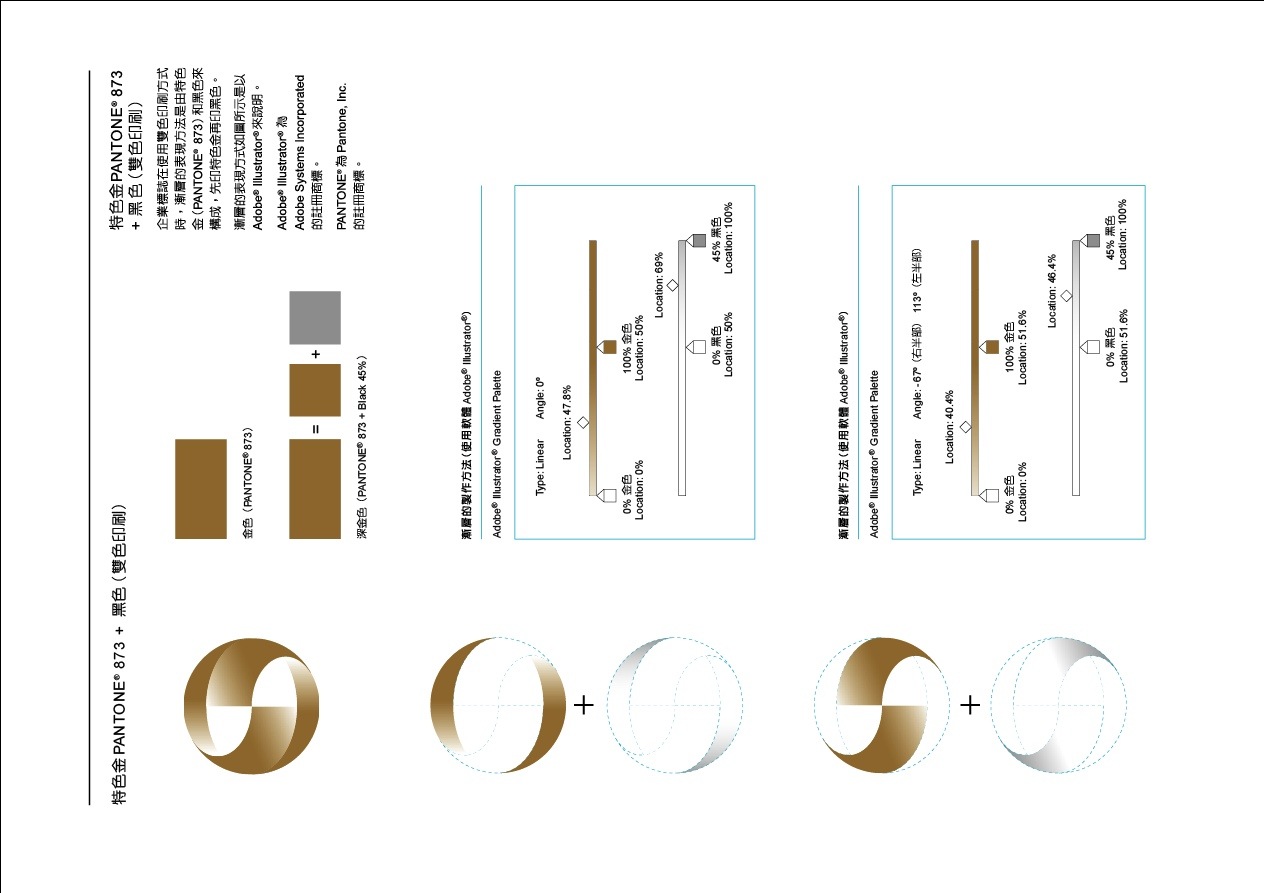 特色金PANTONE® 873 + 黑色(雙色印刷)
金色(PANTONE® 873)
=
+
深金色(PANTONE® 873 + Black 45%)
特色金PANTONE® 873
+ 黑色(雙色印刷)
企業標誌在使用雙色印刷方式
時,漸層的表現方法是由特色
金(PANTONE® 873)和黑色來
構成,先印特色金再印黑色。
漸層的表現方式如圖所示是以
Adobe® Illustrator®來說明。
Adobe® Illustrator® 為
Adobe Systems Incorporated
的註冊商標。
PANTONE® 為 Pantone, Inc.
的註冊商標。
+
漸層的製作方法(使用軟體 Adobe® Illustrator®)
Adobe® Illustrator® Gradient Palette
Type: Linear Angle: 0°
Location: 47.8%
0% 金色 100% 金色
Location: 0% Location: 50%
Location: 69%
0% 黑色 45% 黑色
Location: 50% Location: 100%
+
漸層的製作方法(使用軟體 Adobe® Illustrator®)
Adobe® Illustrator® Gradient Palette
Type: Linear Angle: -67°(右半部) 113°(左半部)
Location: 40.4%
0% 金色 100% 金色
Location: 0% Location: 51.6%
Location: 46.4%
0% 黑色 45% 黑色
Location: 51.6% Location: 100%